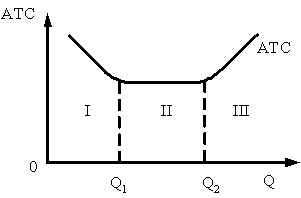 ATC
ATC
I II III
0
Q1 Q2 Q